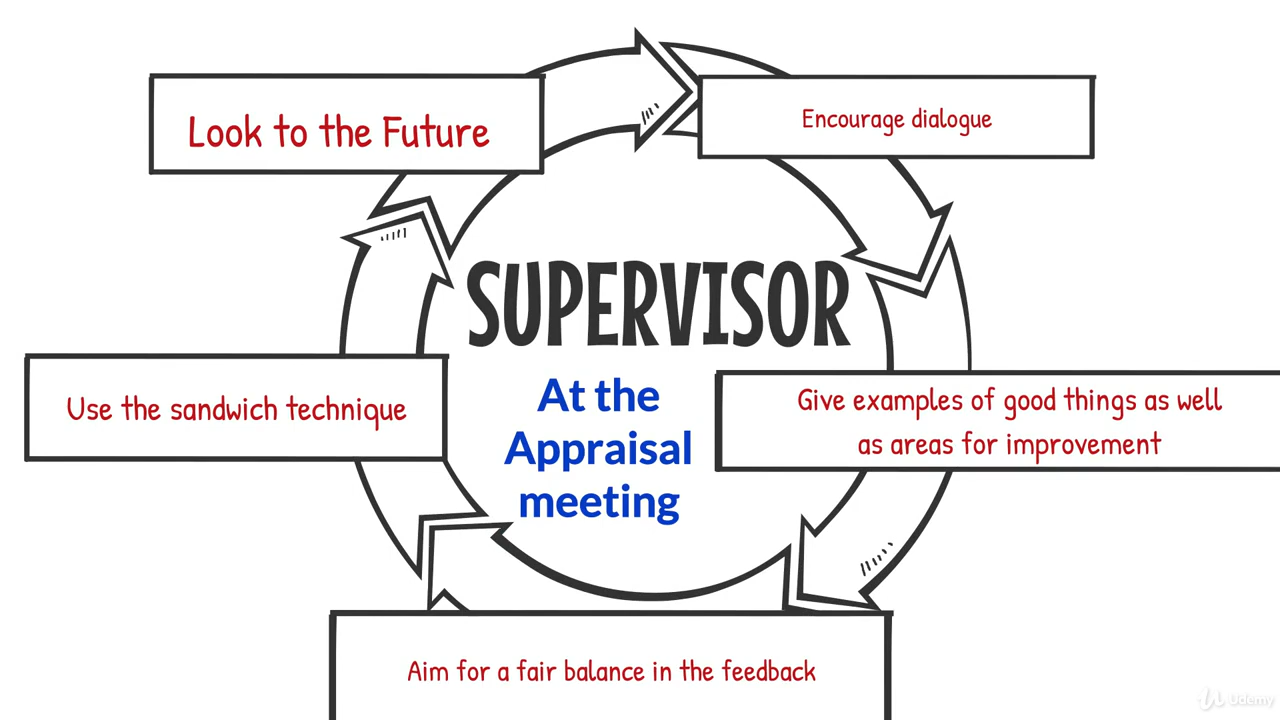 Look to the Future
Encourage dialogue
SUPERVISOR
At the
Appraisal
meeting
Use the sandwich technique
Give examples of good things as well
as areas for improvement
Aim for a fair balance in the feedback
Udemy